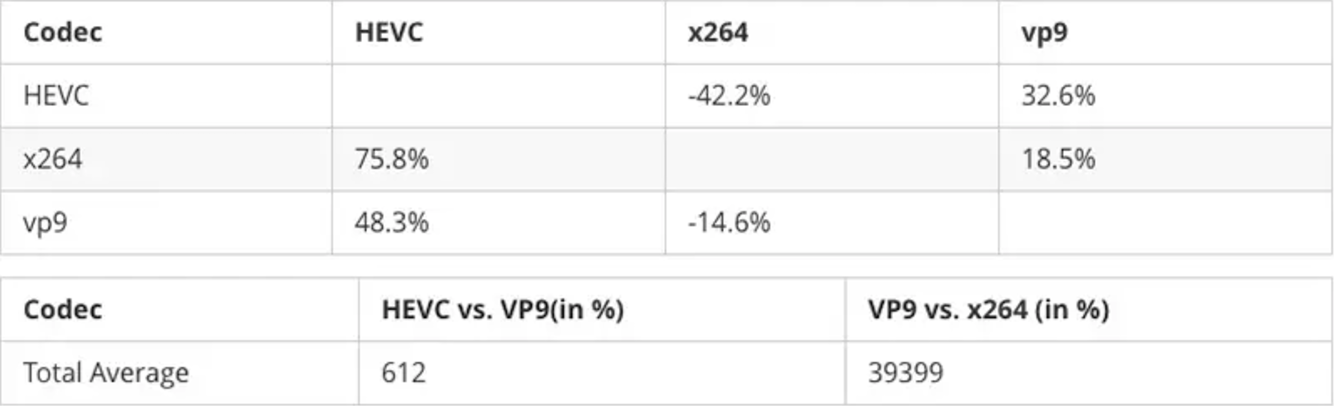 Codec HEVC x264 vp9
HEVC -42.2% 32.6%
x264 75.8% 18.5%
vp9 48.3% -14.6%
Codec HEVC vs. VP9(in %) VP9 vs. x264 (in %)
Total Average 612 39399